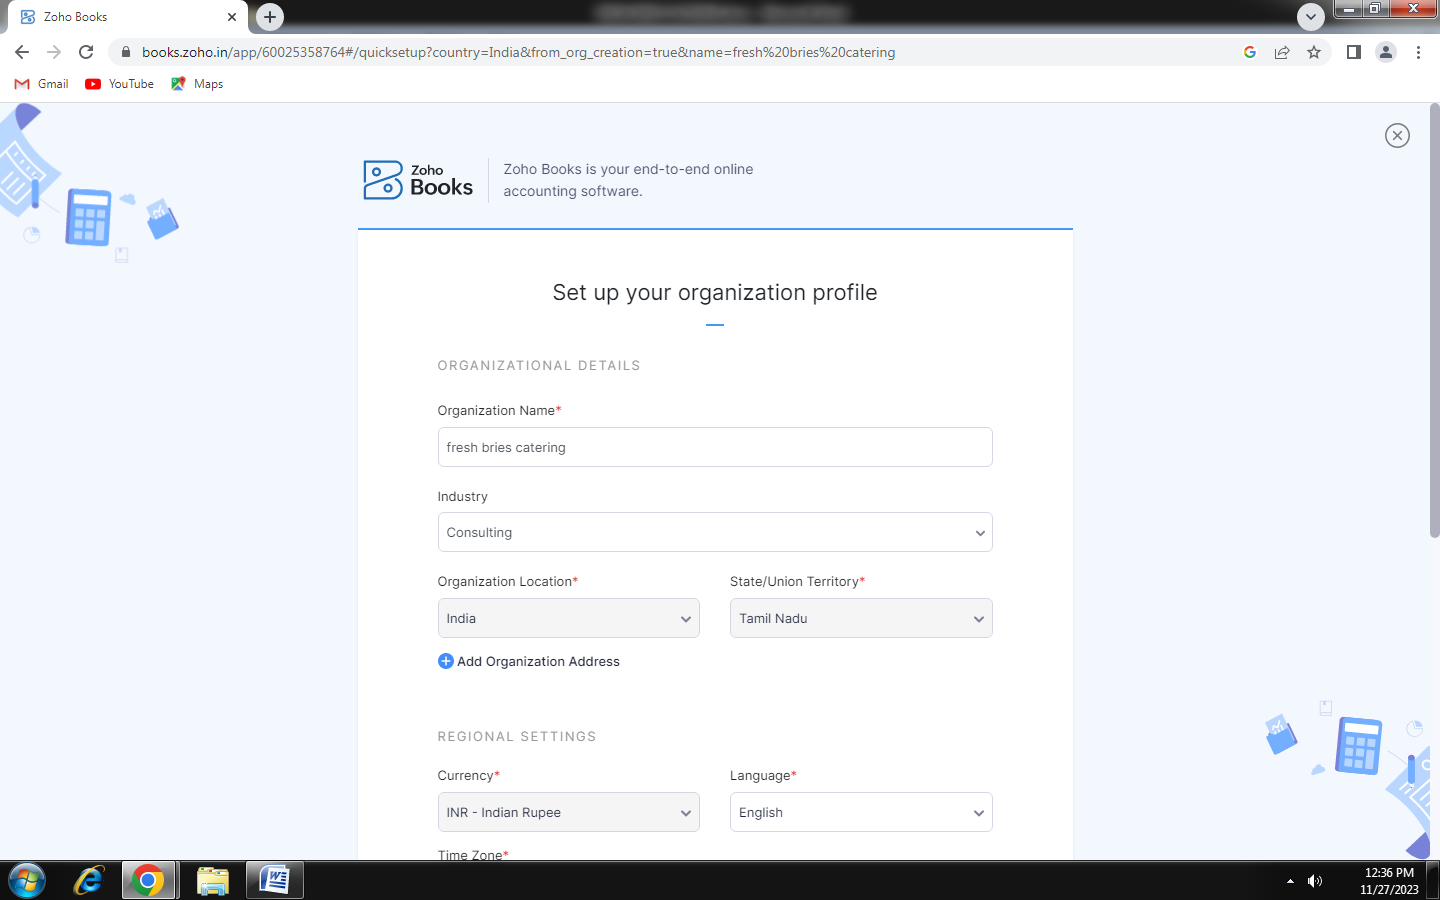 Zoho Books
books.zoho.in/app/60025358764#/quicksetup?country=India&from_org_creation=true&name=fresh%20bries%20catering
Gmail YouTube Maps
Zoho
Books
Zoho Books is your end-to-end online
accounting software.
Set up your organization profile
ORGANIZATIONAL DETAILS
Organization Name*
fresh bries catering
Industry
Consulting
Organization Location* State/Union Territory*
India Tamil Nadu
Add Organization Address
REGIONAL SETTINGS
Currency* Language*
INR - Indian Rupee English
Time Zone*
12:36 PM
11/27/2023